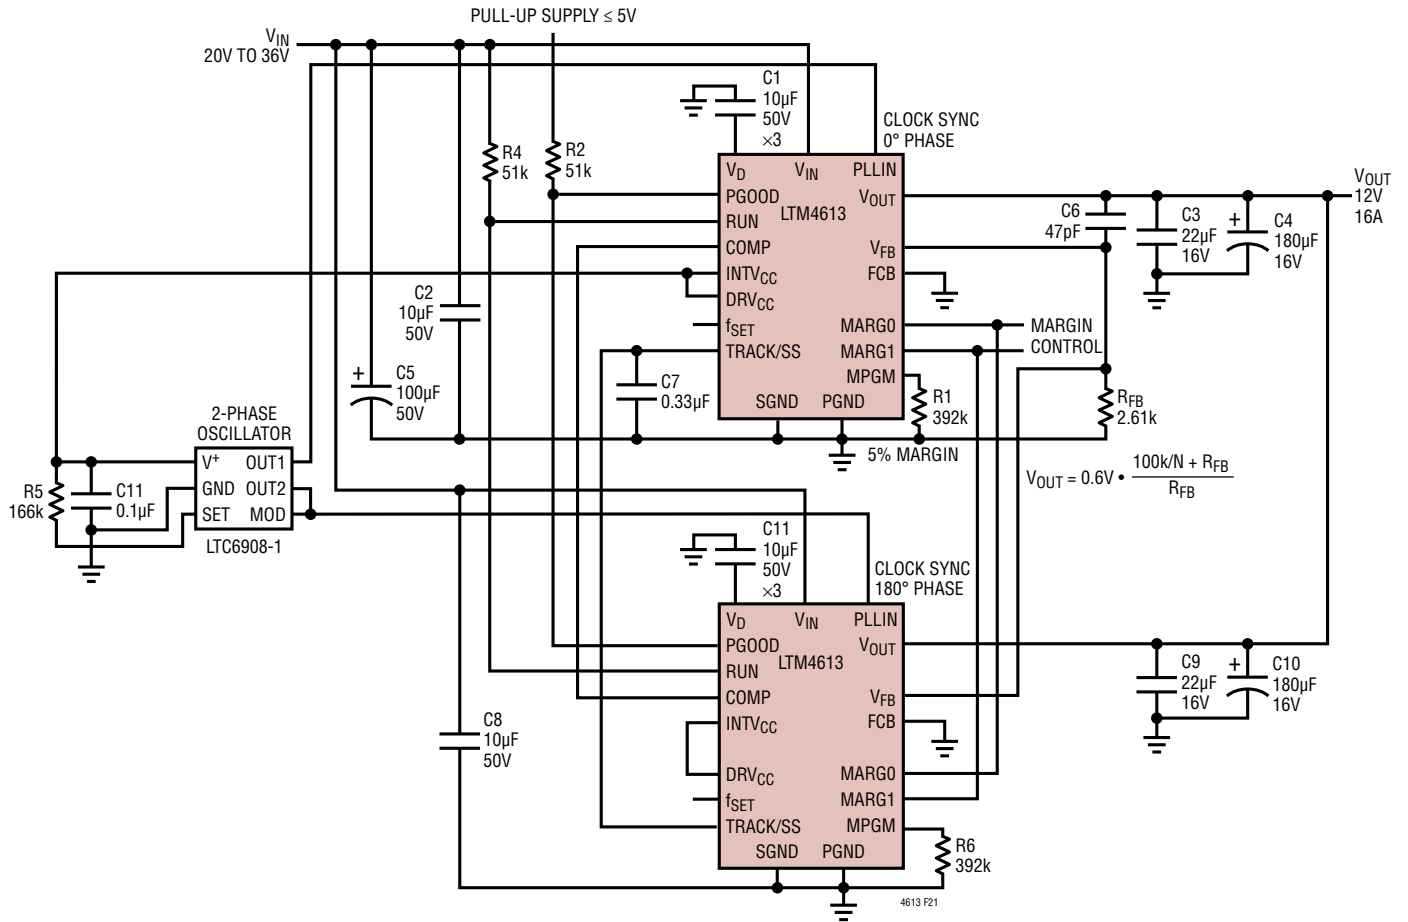 PULL-UP SUPPLY ≤ 5V
VIN
20V TO 36V
C1
10µF
50V
×3
CLOCK SYNC
0° PHASE
R4
51k
R2
51k
VD
VIN
PLLIN
PGOOD
LTM4613
VOUT
RUN
COMP
VFB
INTVCC
FCB
DRVCC
fSET
MARG0
TRACK/SS
MARG1
MPGM
SGND
PGND
VOUT
12V
16A
C6
47pF
C3
22µF
16V
+
C4
180µF
16V
MARGIN
CONTROL
C2
10µF
50V
+
C5
100µF
50V
C7
0.33µF
R1
392k
RFB
2.61k
5% MARGIN
VOUT = 0.6V • 100k/N + RFB
RFB
2-PHASE
OSCILLATOR
V+
OUT1
GND
OUT2
SET
MOD
LTC6908-1
R5
166k
C11
0.1µF
C11
10µF
50V
×3
CLOCK SYNC
180° PHASE
VD
VIN
PLLIN
PGOOD
LTM4613
VOUT
RUN
COMP
VFB
INTVCC
FCB
DRVCC
MARG0
fSET
MARG1
TRACK/SS
MPGM
SGND
PGND
C8
10µF
50V
C9
22µF
16V
+
C10
180µF
16V
R6
392k
4613 F21